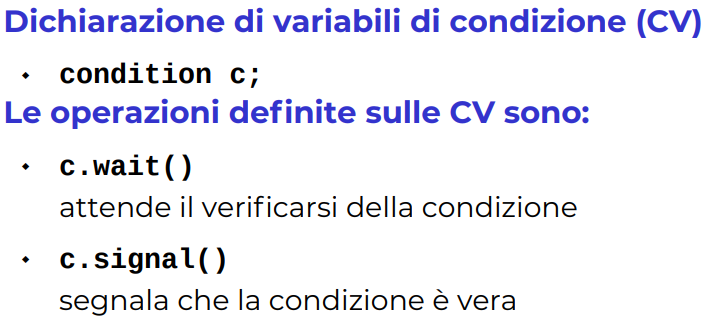 Dichiarazione di variabili di condizione (CV)
⬩ condition c;
Le operazioni definite sulle CV sono:
⬩ c.wait()
attende il verificarsi della condizione
⬩ c.signal()
segnala che la condizione è vera